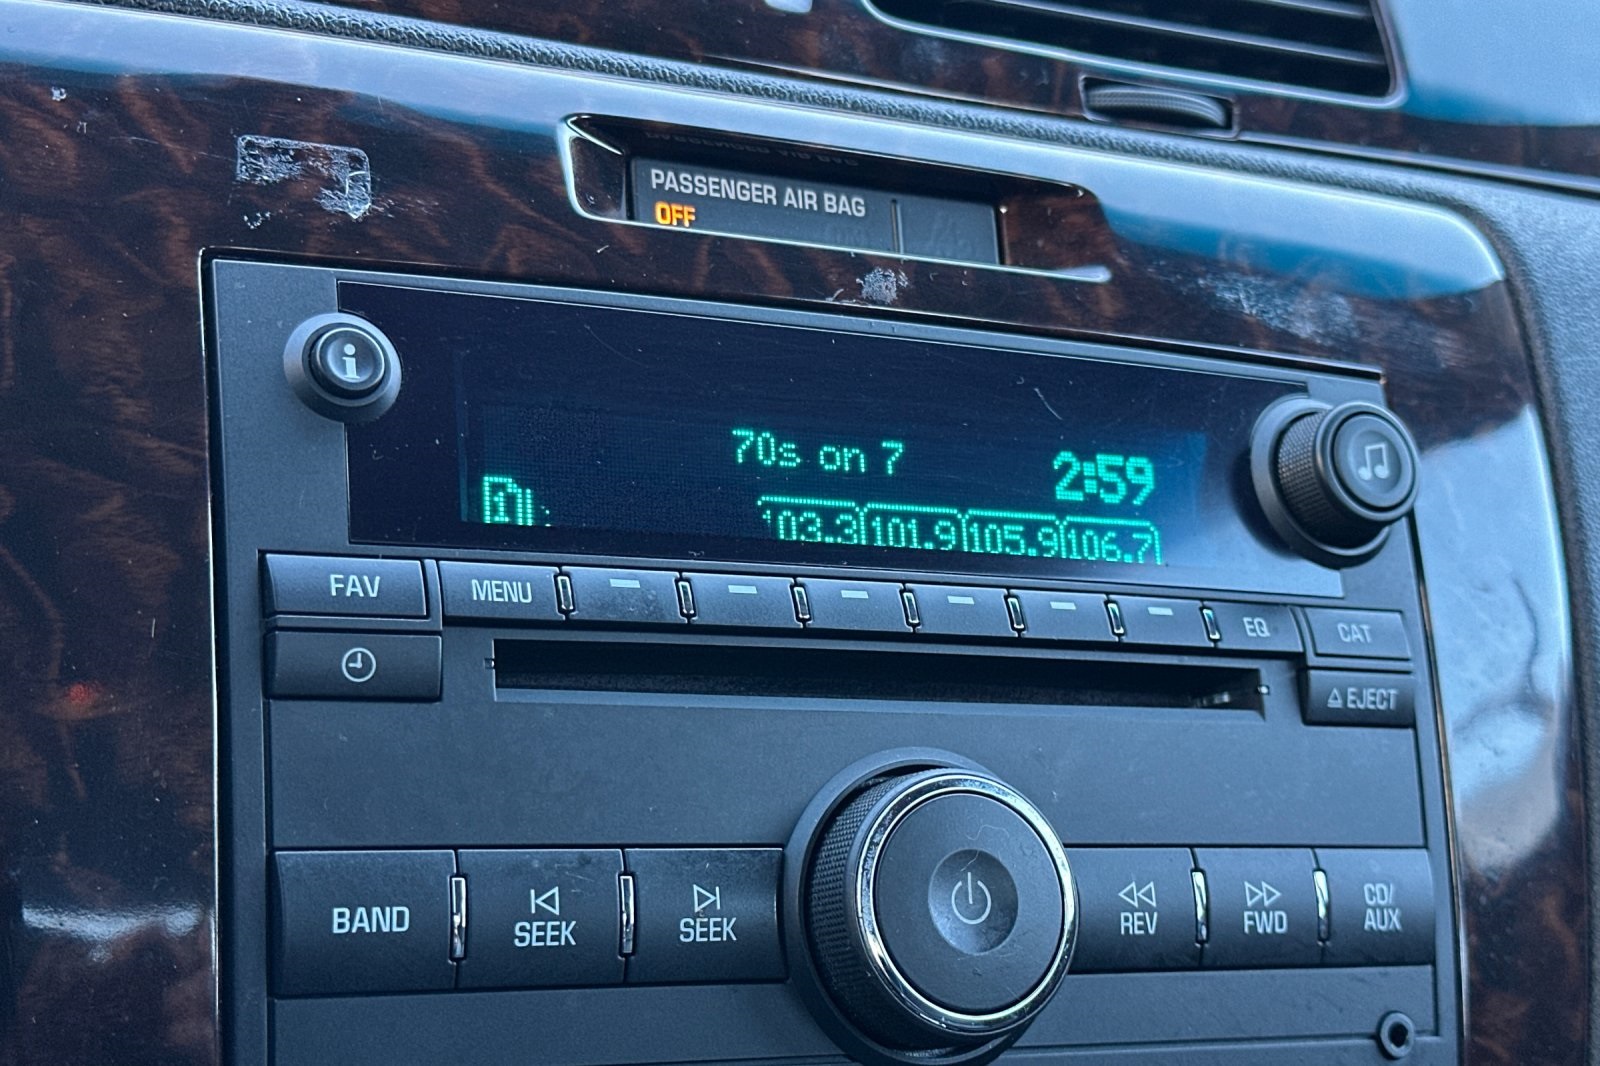 PASSENGER AIR BAG
OFF
i
70s on 7
2:59
103.3 101.9 105.9 106.7
FAV
MENU
EQ
CAT
EJECT
BAND
SEEK
SEEK
REV
FWD
CD/
AUX